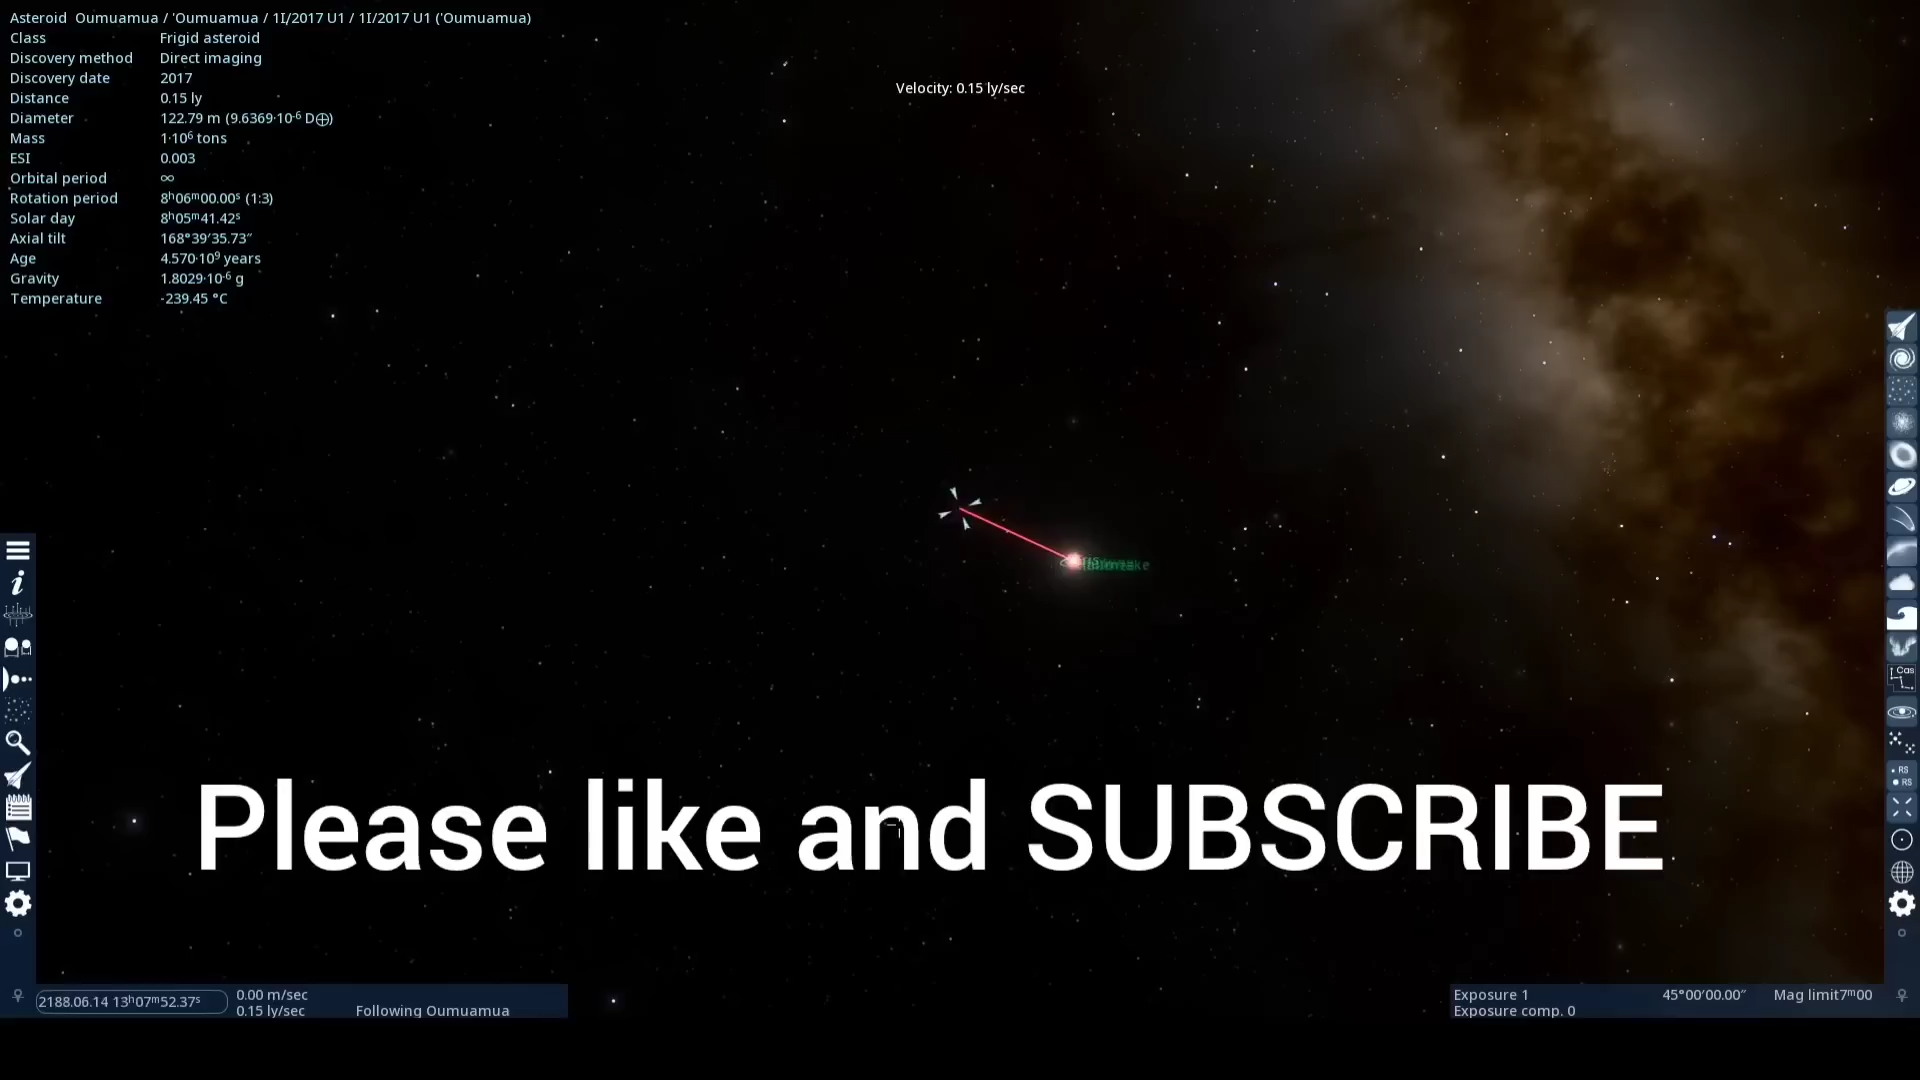 Asteroid Oumuamua / 'Oumuamua / 1I/2017 U1 / 1I/2017 U1 ('Oumuamua)
Class Frigid asteroid
Discovery method Direct imaging
Discovery date 2017
Distance 0.15 ly
Diameter 122.79 m (9.6369·10⁻⁶ D⊕)
Mass 1·10⁶ tons
ESI 0.003
Orbital period ∞
Rotation period 8ʰ06ᵐ00.00ˢ (1:3)
Solar day 8ʰ05ᵐ41.42ˢ
Axial tilt 168°39′35.73″
Age 4.570·10⁹ years
Gravity 1.8029·10⁻⁶ g
Temperature -239.45 °C
Velocity: 0.15 ly/sec
Cas
RS
RS
Please like and SUBSCRIBE
2188.06.14 13ʰ07ᵐ52.37ˢ
0.00 m/sec
0.15 ly/sec Following Oumuamua
Exposure 1 45°00′00.00″ Mag limit7ᵐ00
Exposure comp. 0